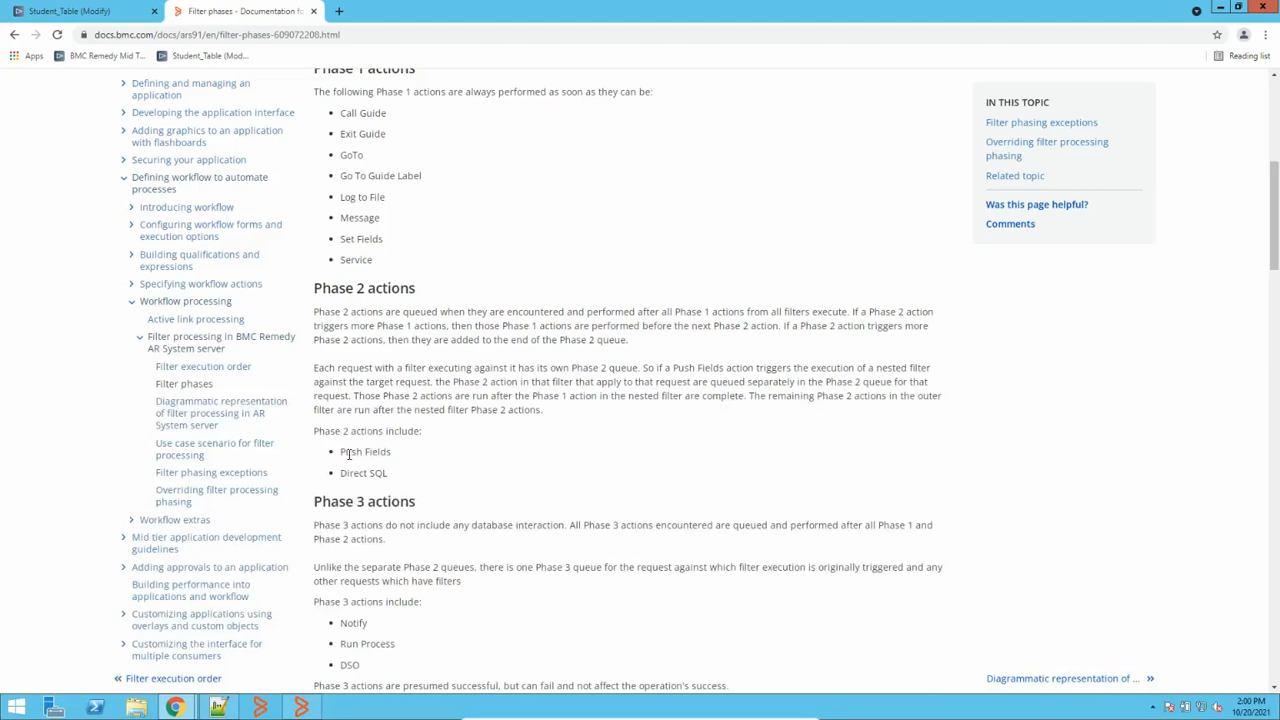 Student_Table (Modify)
Filter phases - Documentation fo
docs.bmc.com/docs/ars91/en/filter-phases-609072208.html
Apps
BMC Remedy Mid T...
Student_Table (Mod...
Reading list
Defining and managing an
application
Developing the application interface
Adding graphics to an application
with flashboards
Securing your application
Defining workflow to automate
processes
Introducing workflow
Configuring workflow forms and
execution options
Building qualifications and
expressions
Specifying workflow actions
Workflow processing
Active link processing
Filter processing in BMC Remedy
AR System server
Filter execution order
Filter phases
Diagrammatic representation
of filter processing in AR
System server
Use case scenario for filter
processing
Filter phasing exceptions
Overriding filter processing
phasing
Workflow extras
Mid tier application development
guidelines
Adding approvals to an application
Building performance into
applications and workflow
Customizing applications using
overlays and custom objects
Customizing the interface for
multiple consumers
Filter execution order
Phase 1 actions
The following Phase 1 actions are always performed as soon as they can be:
Call Guide
Exit Guide
GoTo
Go To Guide Label
Log to File
Message
Set Fields
Service
Phase 2 actions
Phase 2 actions are queued when they are encountered and performed after all Phase 1 actions from all filters execute. If a Phase 2 action
triggers more Phase 1 actions, then those Phase 1 actions are performed before the next Phase 2 action. If a Phase 2 action triggers more
Phase 2 actions, then they are added to the end of the Phase 2 queue.
Each request with a filter executing against it has its own Phase 2 queue. So if a Push Fields action triggers the execution of a nested filter
against the target request, the Phase 2 action in that filter that apply to that request are queued separately in the Phase 2 queue for that
request. Those Phase 2 actions are run after the Phase 1 action in the nested filter are complete. The remaining Phase 2 actions in the outer
filter are run after the nested filter Phase 2 actions.
Phase 2 actions include:
Push Fields
Direct SQL
Phase 3 actions
Phase 3 actions do not include any database interaction. All Phase 3 actions encountered are queued and performed after all Phase 1 and
Phase 2 actions.
Unlike the separate Phase 2 queues, there is one Phase 3 queue for the request against which filter execution is originally triggered and any
other requests which have filters
Phase 3 actions include:
Notify
Run Process
DSO
Phase 3 actions are presumed successful, but can fail and not affect the operation's success.
IN THIS TOPIC
Filter phasing exceptions
Overriding filter processing
phasing
Related topic
Was this page helpful?
Comments
Diagrammatic representation of ...
2:00 PM
10/20/2021